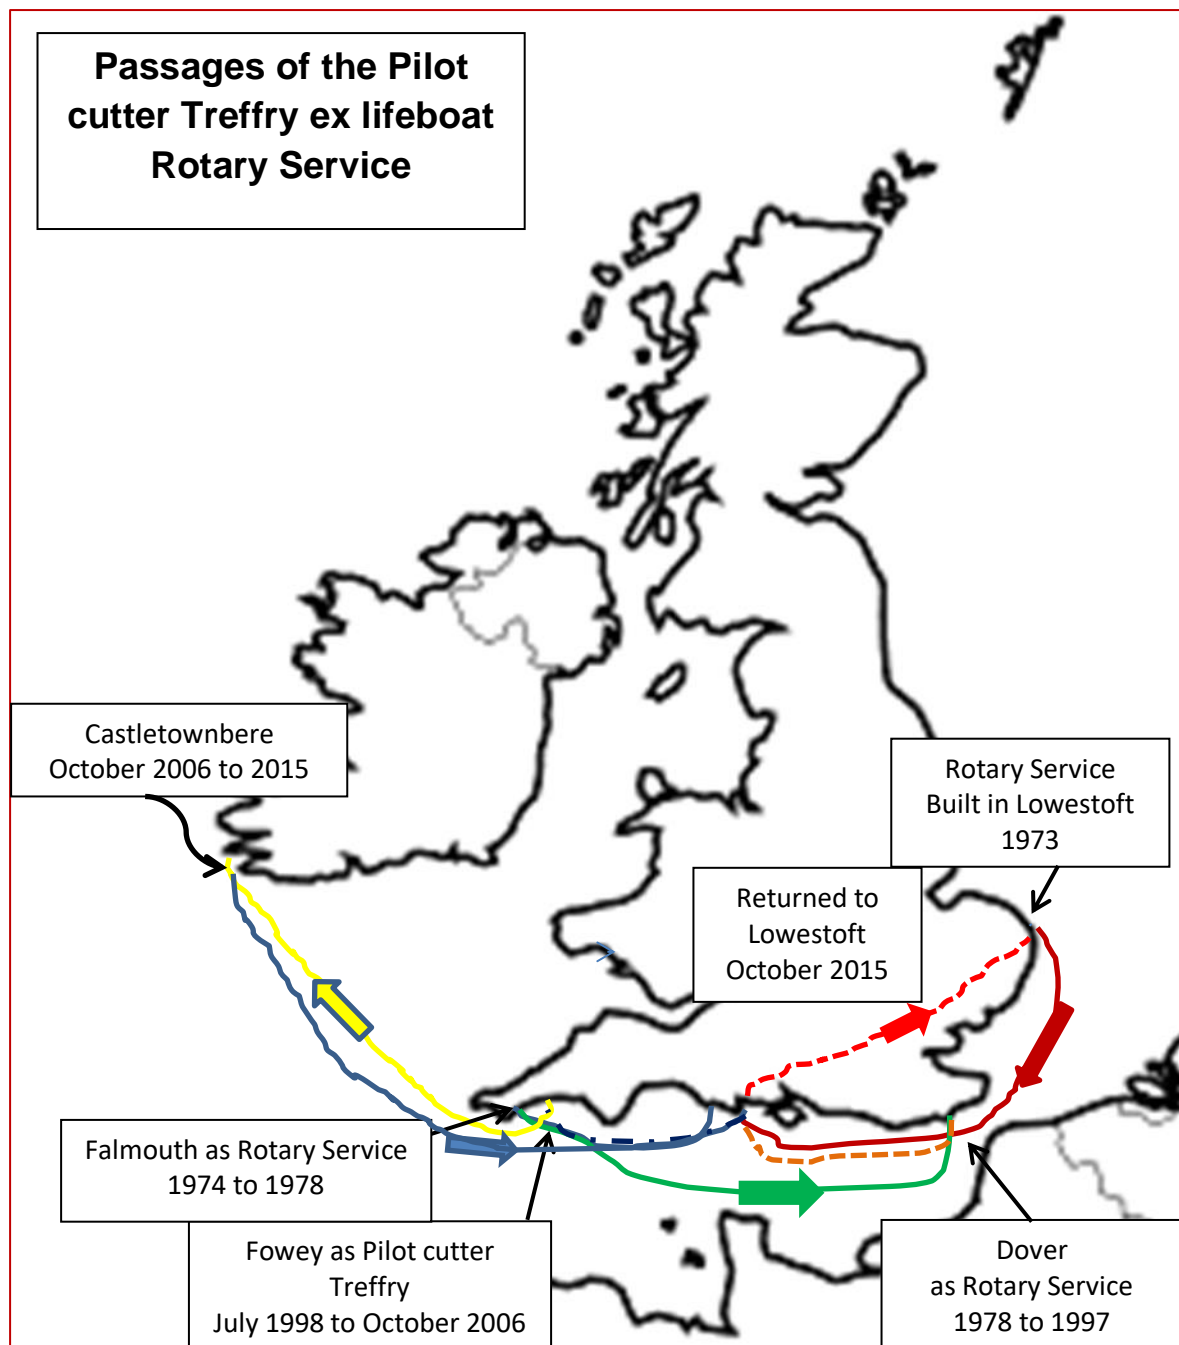 Passages of the Pilot
cutter Treffry ex lifeboat
Rotary Service
Castletownbere
October 2006 to 2015
Rotary Service
Built in Lowestoft
1973
Returned to
Lowestoft
October 2015
Falmouth as Rotary Service
1974 to 1978
Fowey as Pilot cutter
Treffry
July 1998 to October 2006
Dover
as Rotary Service
1978 to 1997